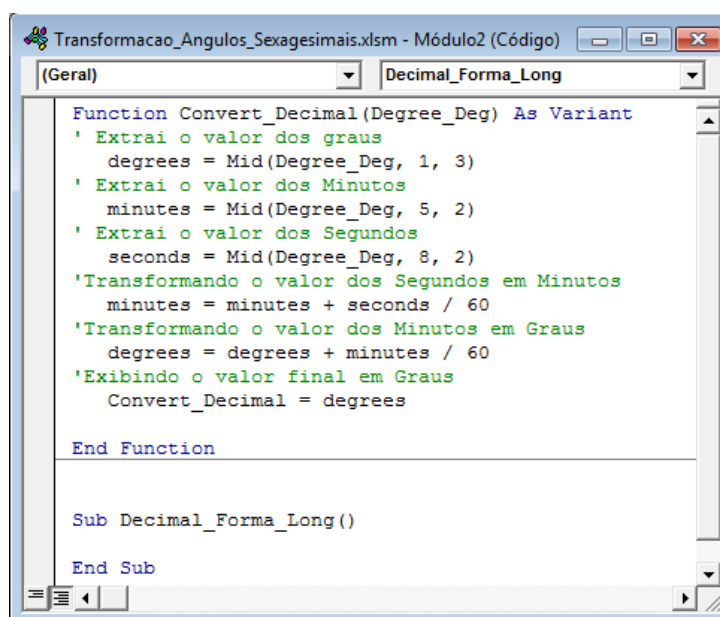 Transformacao_Angulos_Sexagesimais.xlsm - Módulo2 (Código)
(Geral)
Decimal_Forma_Long
Function Convert_Decimal(Degree_Deg) As Variant
' Extrai o valor dos graus
degrees = Mid(Degree_Deg, 1, 3)
' Extrai o valor dos Minutos
minutes = Mid(Degree_Deg, 5, 2)
' Extrai o valor dos Segundos
seconds = Mid(Degree_Deg, 8, 2)
'Transformando o valor dos Segundos em Minutos
minutes = minutes + seconds / 60
'Transformando o valor dos Minutos em Graus
degrees = degrees + minutes / 60
'Exibindo o valor final em Graus
Convert_Decimal = degrees
End Function
Sub Decimal_Forma_Long()
End Sub